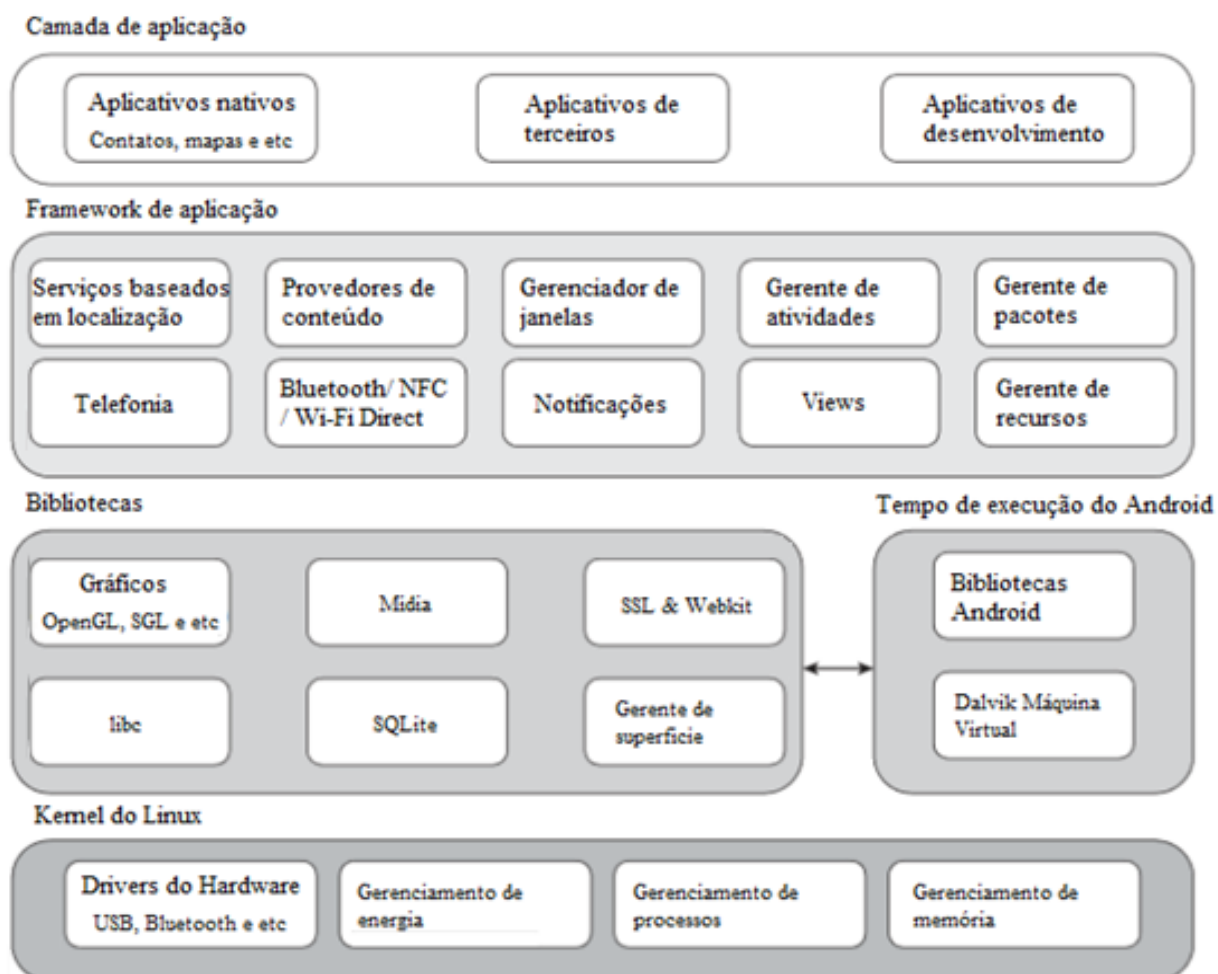 Camada de aplicação
Aplicativos nativos
Contatos, mapas e etc
Aplicativos de
terceiros
Aplicativos de
desenvolvimento
Framework de aplicação
Serviços baseados
em localização
Provedores de
conteúdo
Gerenciador de
janelas
Gerente de
atividades
Gerente de
pacotes
Telefonia
Bluetooth/ NFC
/ Wi-Fi Direct
Notificações
Views
Gerente de
recursos
Bibliotecas
Gráficos
OpenGL, SGL e etc
Mídia
SSL & Webkit
libc
SQLite
Gerente de
superfície
Tempo de execução do Android
Bibliotecas
Android
Dalvik Máquina
Virtual
Kernel do Linux
Drivers do Hardware
USB, Bluetooth e etc
Gerenciamento de
energia
Gerenciamento de
processos
Gerenciamento de
memória